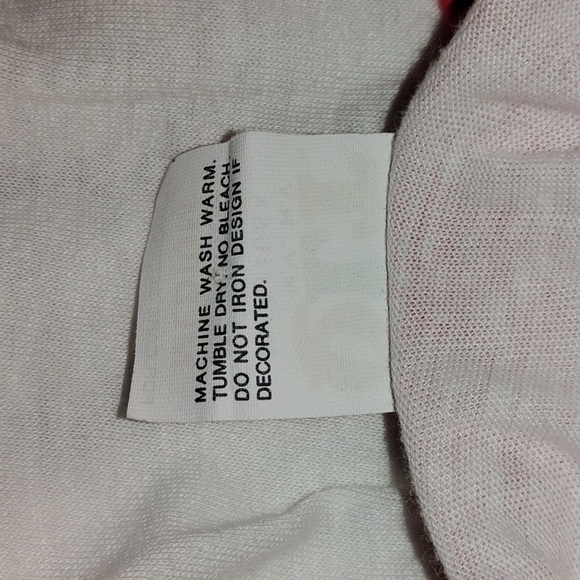 MACHINE WASH WARM.
TUMBLE DRY. NO BLEACH.
DO NOT IRON DESIGN IF
DECORATED.